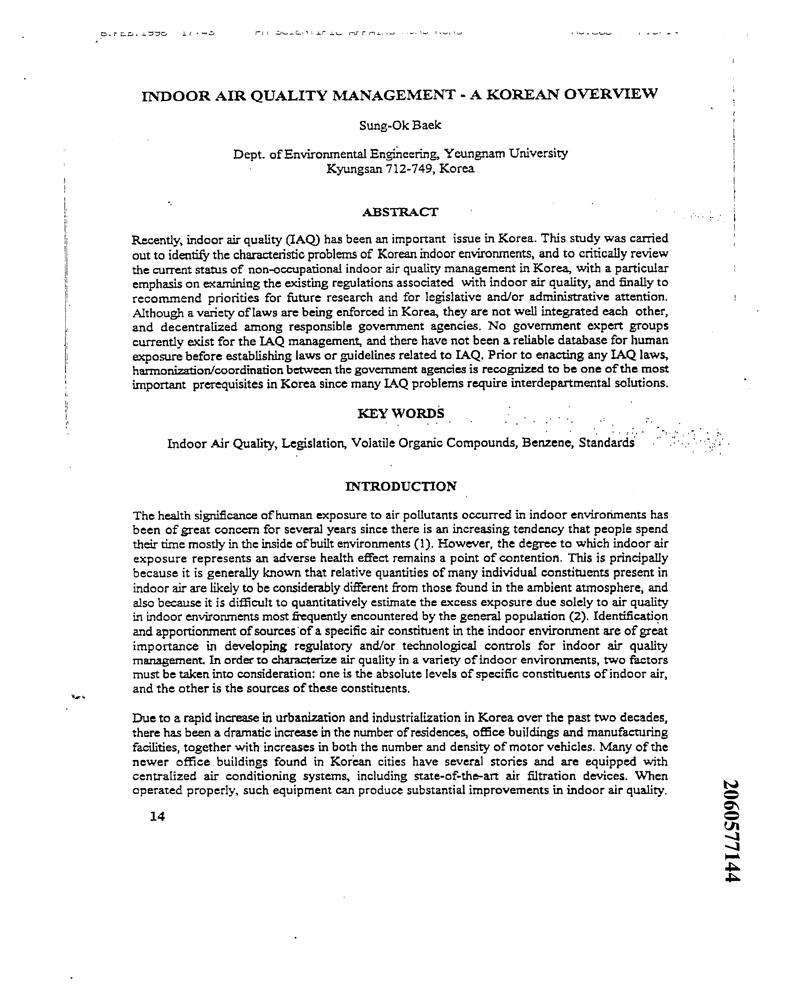 INDOOR AIR QUALITY MANAGEMENT - A KOREAN OVERVIEW
Sung-Ok Baek
Dept. of Environmental Engineering, Yeungnam University
Kyungsan 712-749, Korea
ABSTRACT
Recently, indoor air quality (IAQ) has been an important issue in Korea. This study was carried
out to identify the characteristic problems of Korean indoor environments, and to critically review
the current status of non-occupational indoor air quality management in Korea, with a particular
emphasis on examining the existing regulations associated with indoor air quality, and finally to
recommend priorities for future research and for legislative and/or administrative attention.
Although a variety of laws are being enforced in Korea, they are not well integrated each other,
and decentralized among responsible government agencies. No government expert groups
currently exist for the IAQ management, and there have not been a reliable database for human
exposure before establishing laws or guidelines related to IAQ. Prior to enacting any IAQ laws,
harmonization/coordination between the government agencies is recognized to be one of the most
important prerequisites in Korea since many IAQ problems require interdepartmental solutions.
KEY WORDS
Indoor Air Quality, Legislation, Volatile Organic Compounds, Benzene, Standards
INTRODUCTION
The health significance of human exposure to air pollutants occurred in indoor environments has
been of great concern for several years since there is an increasing tendency that people spend
their time mostly in the inside of built environments (1). However, the degree to which indoor air
exposure represents an adverse health effect remains a point of contention. This is principally
because it is generally known that relative quantities of many individual constituents present in
indoor air are likely to be considerably different from those found in the ambient atmosphere, and
also because it is difficult to quantitatively estimate the excess exposure due solely to air quality
in indoor environments most frequently encountered by the general population (2). Identification
and apportionment of sources of a specific air constituent in the indoor environment are of great
importance in developing regulatory and/or technological controls for indoor air quality
management. In order to characterize air quality in a variety of indoor environments, two factors
must be taken into consideration: one is the absolute levels of specific constituents of indoor air,
and the other is the sources of these constituents.
Due to a rapid increase in urbanization and industrialization in Korea over the past two decades,
there has been a dramatic increase in the number of residences, office buildings and manufacturing
facilities, together with increases in both the number and density of motor vehicles. Many of the
newer office buildings found in Korean cities have several stories and are equipped with
centralized air conditioning systems, including state-of-the-art air filtration devices. When
operated properly, such equipment can produce substantial improvements in indoor air quality.
14
2060577144